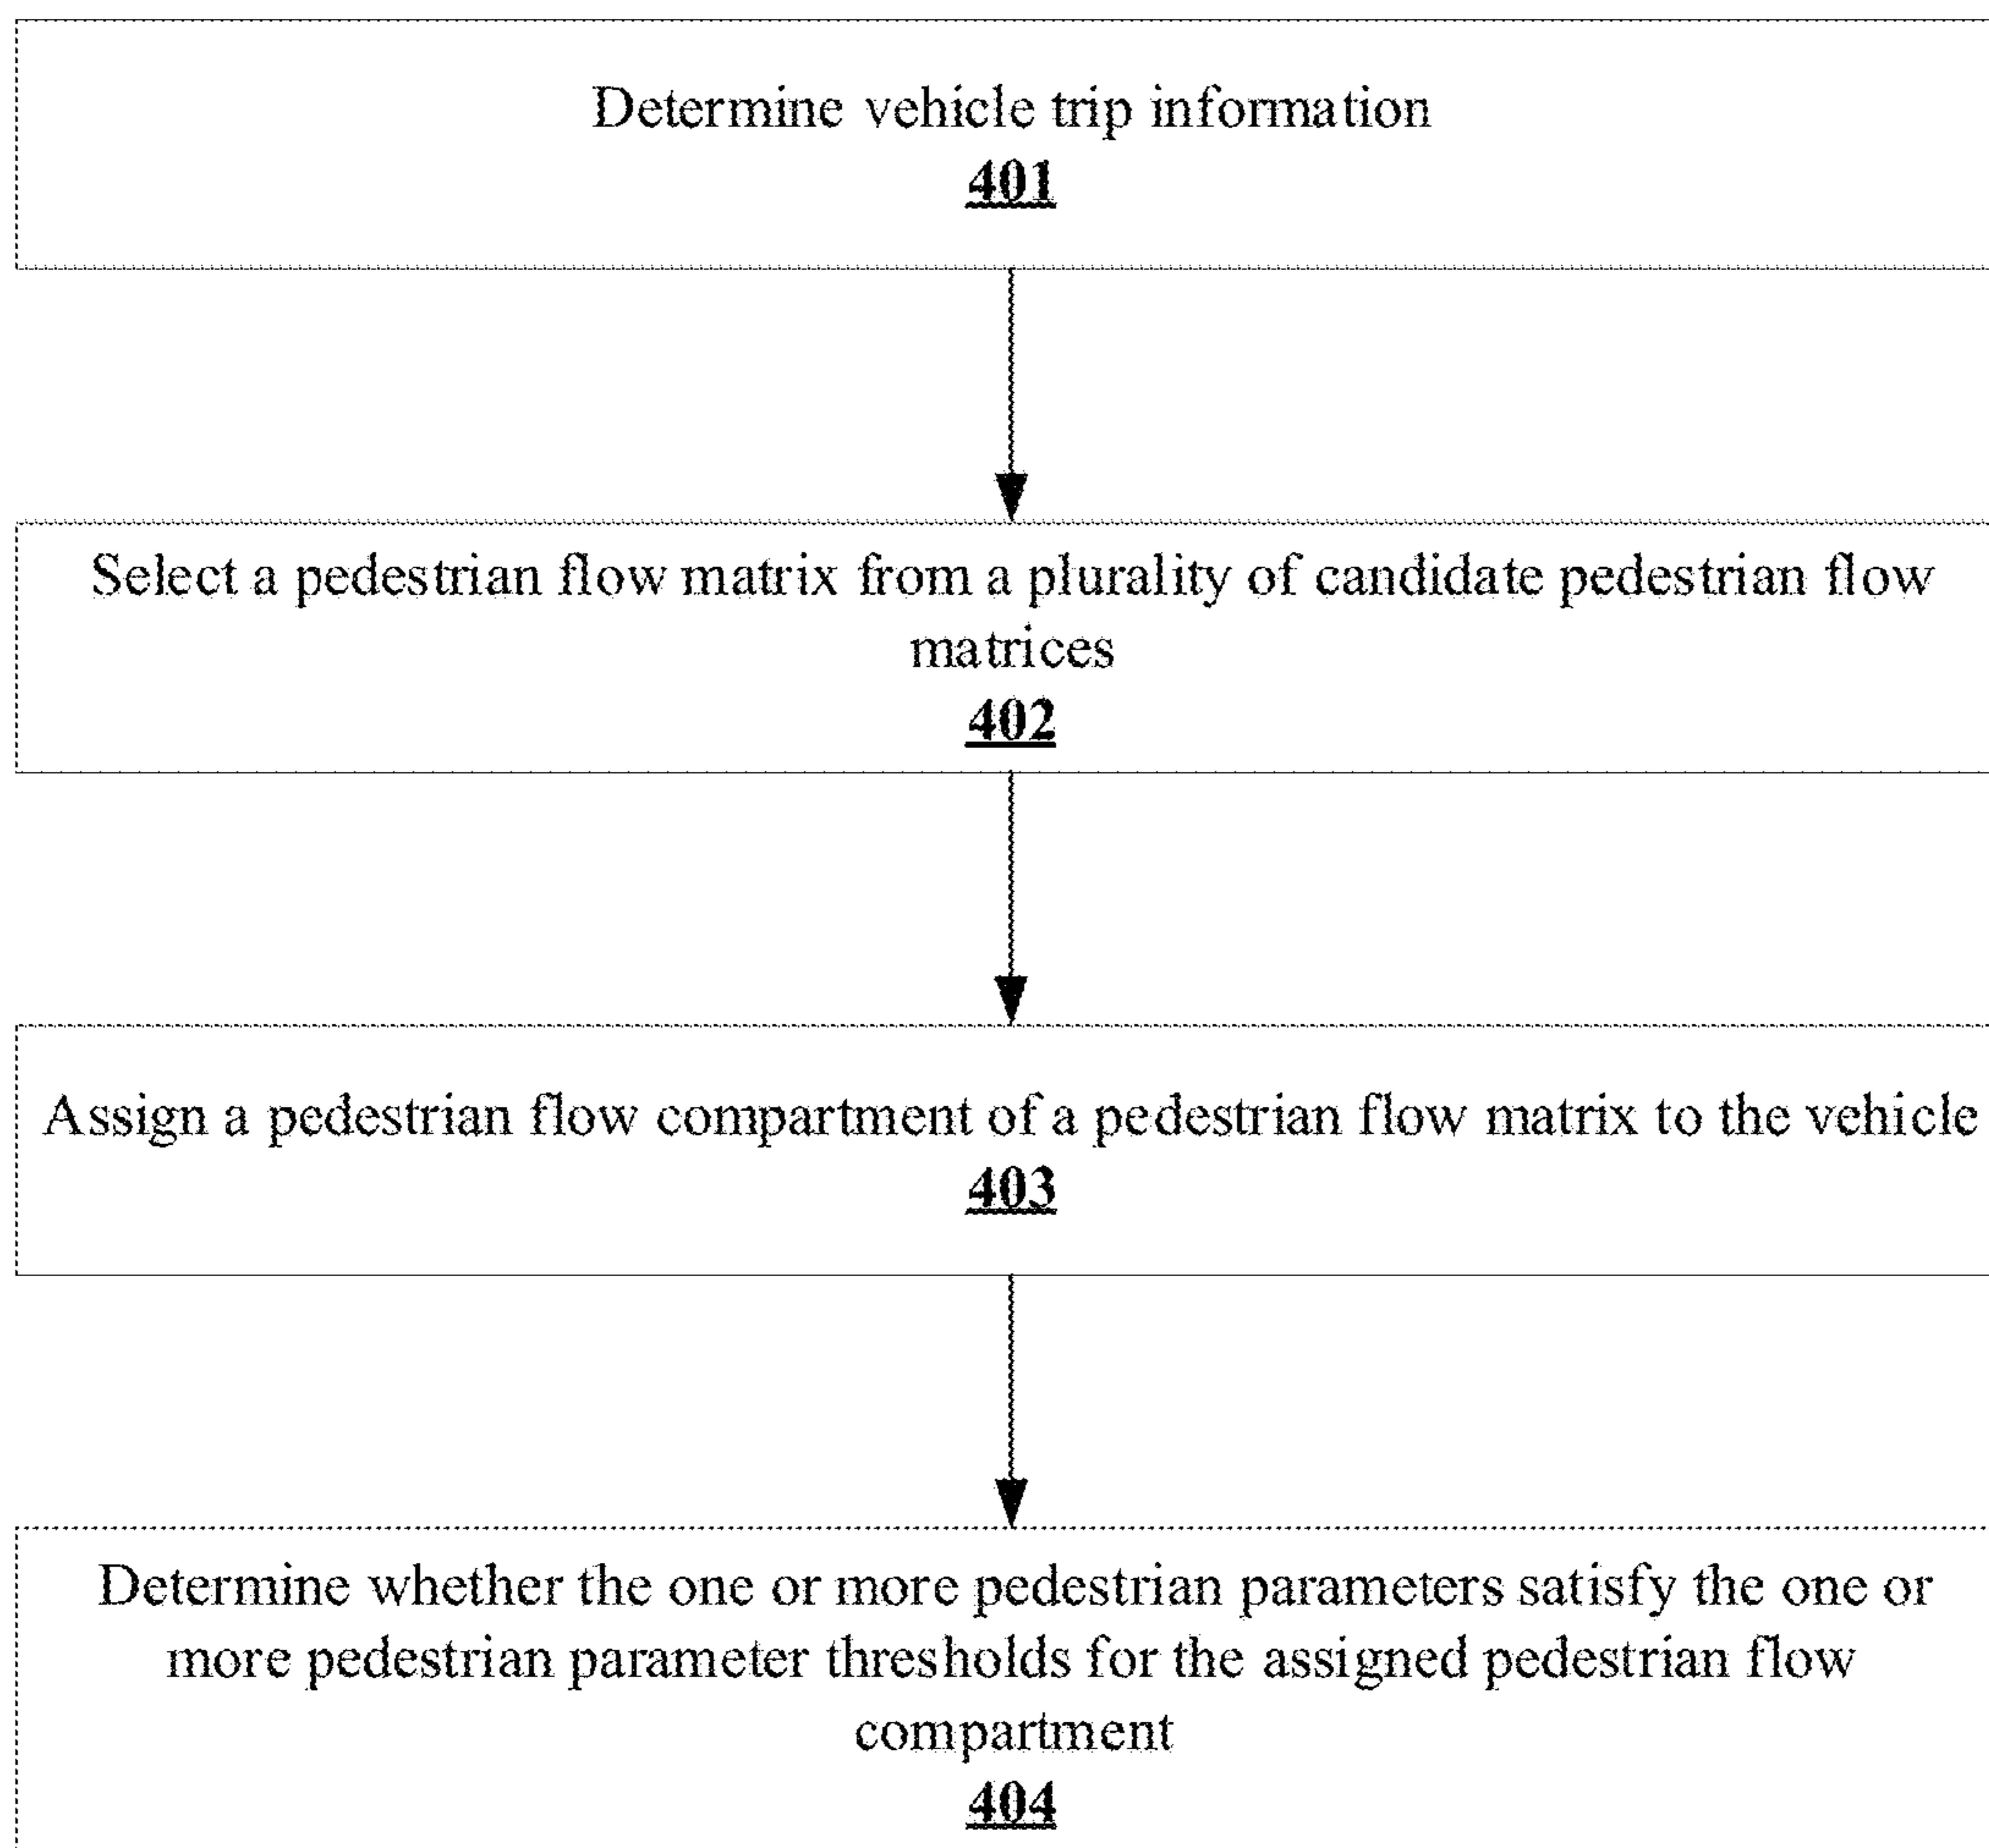 Determine vehicle trip information
401
Select a pedestrian flow matrix from a plurality of candidate pedestrian flow
matrices
402
Assign a pedestrian flow compartment of a pedestrian flow matrix to the vehicle
403
Determine whether the one or more pedestrian parameters satisfy the one or
more pedestrian parameter thresholds for the assigned pedestrian flow
compartment
404